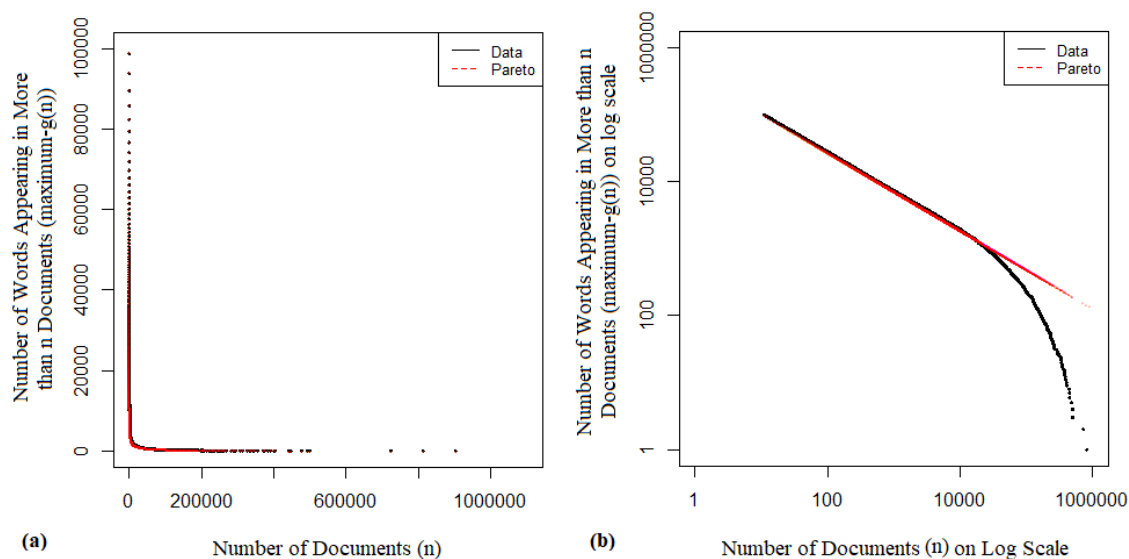 Number of Words Appearing in More
than n Documents (maximum-g(n))
100000
80000
60000
40000
20000
0
Data
Pareto
0
200000
600000
1000000
(a)
Number of Documents (n)
Number of Words Appearing in More than n
Documents (maximum-g(n)) on log scale
1000000
10000
100
1
Data
Pareto
1
100
10000
1000000
(b)
Number of Documents (n) on Log Scale